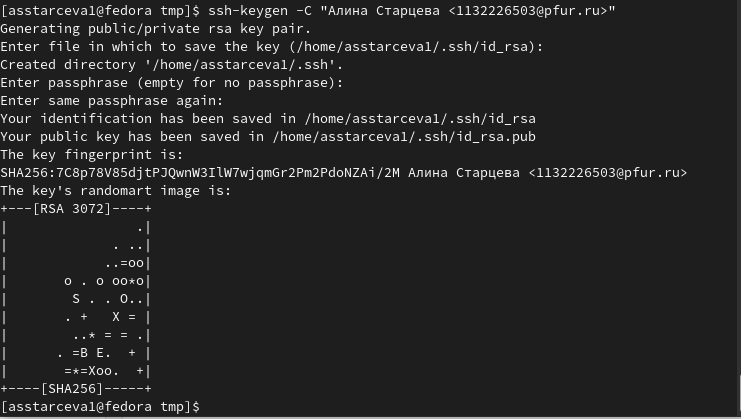 [asstarceva1@fedora tmp]$ ssh-keygen -C "Алина Старцева <1132226503@pfur.ru>"
Generating public/private rsa key pair.
Enter file in which to save the key (/home/asstarceva1/.ssh/id_rsa):
Created directory '/home/asstarceva1/.ssh'.
Enter passphrase (empty for no passphrase):
Enter same passphrase again:
Your identification has been saved in /home/asstarceva1/.ssh/id_rsa
Your public key has been saved in /home/asstarceva1/.ssh/id_rsa.pub
The key fingerprint is:
SHA256:7C8p78V85djtPJQwnW3IlW7wjqmGr2Pm2PdoNZAi/2M Алина Старцева <1132226503@pfur.ru>
The key's randomart image is:
+---[RSA 3072]----+
|                .|
|             . ..|
|            ..=oo|
|       o . o oo*o|
|        S . . O..|
|       . +   X = |
|        ..* = = .|
|      . =B E.  + |
|       =*=Xoo.  +|
+----[SHA256]-----+
[asstarceva1@fedora tmp]$